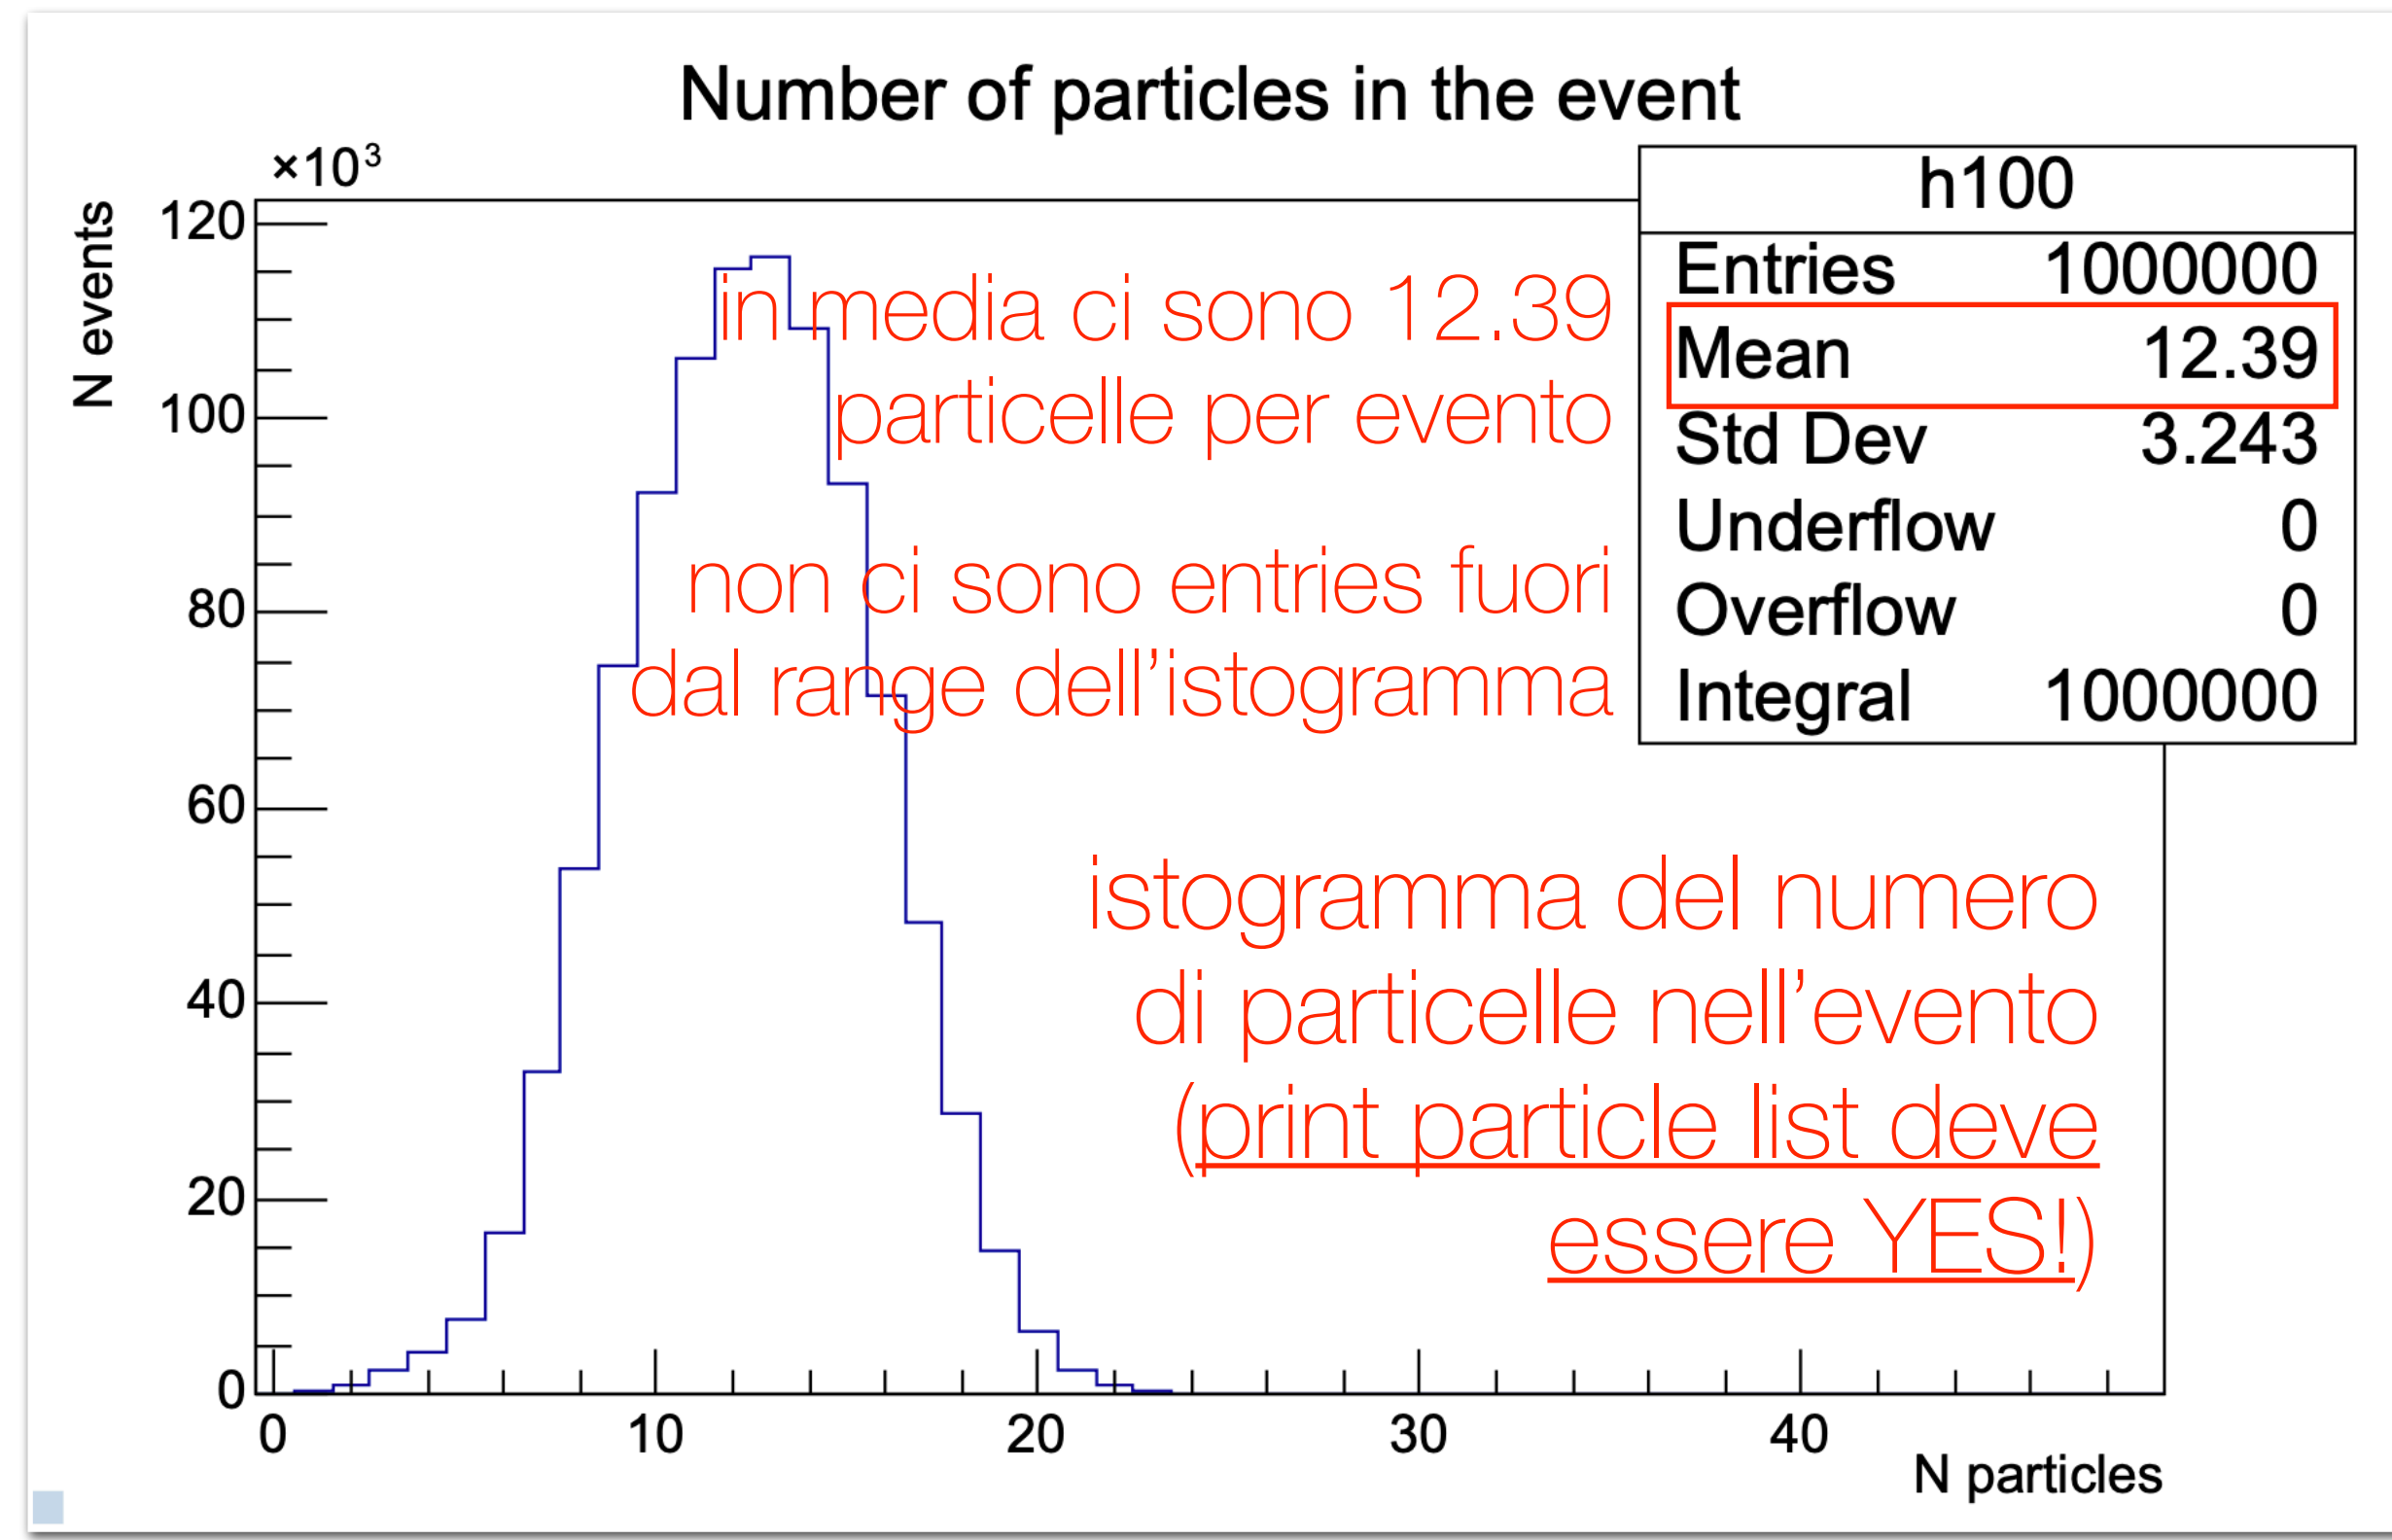 Number of particles in the event
×10³
N events
120
100
80
60
40
20
0
0 10 20 30 40
N particles
h100
Entries 1000000
Mean 12.39
Std Dev 3.243
Underflow 0
Overflow 0
Integral 1000000
in media ci sono 12.39
particelle per evento
non ci sono entries fuori
dal range dell’istogramma
istogramma del numero
di particelle nell’evento
(print particle list deve
essere YES!)